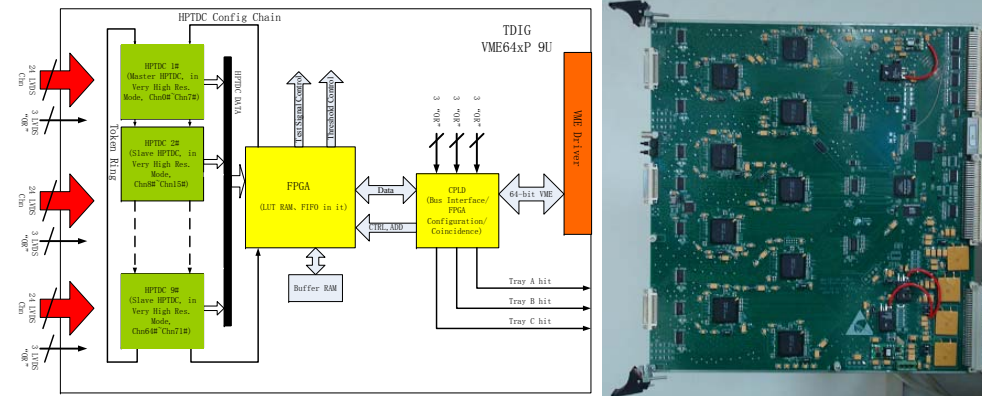 HPTDC Config Chain
TDIG
VME64xP 9U
24 LVDS
Chn
3 LVDS
"OR"
24 LVDS
Chn
3 LVDS
"OR"
24 LVDS
Chn
3 LVDS
"OR"
Token Ring
HPTDC 1#
(Master HPTDC, in
Very High Res.
Mode, Chn0#~Chn7#)
HPTDC 2#
(Slave HPTDC, in
Very High Res.
Mode,
Chn8#~Chn15#)
HPTDC 9#
(Slave HPTDC, in
Very High Res.
Mode,
Chn64#~Chn71#)
HPTDC DATA
Test Signal Control
Threshold Control
FPGA
(LUT RAM、FIFO in it)
Buffer RAM
Data
CTRL, ADD
3 "OR"
3 "OR"
3 "OR"
CPLD
(Bus Interface/
FPGA
Configuration/
Coincidence)
64-bit VME
VME Driver
Tray A hit
Tray B hit
Tray C hit